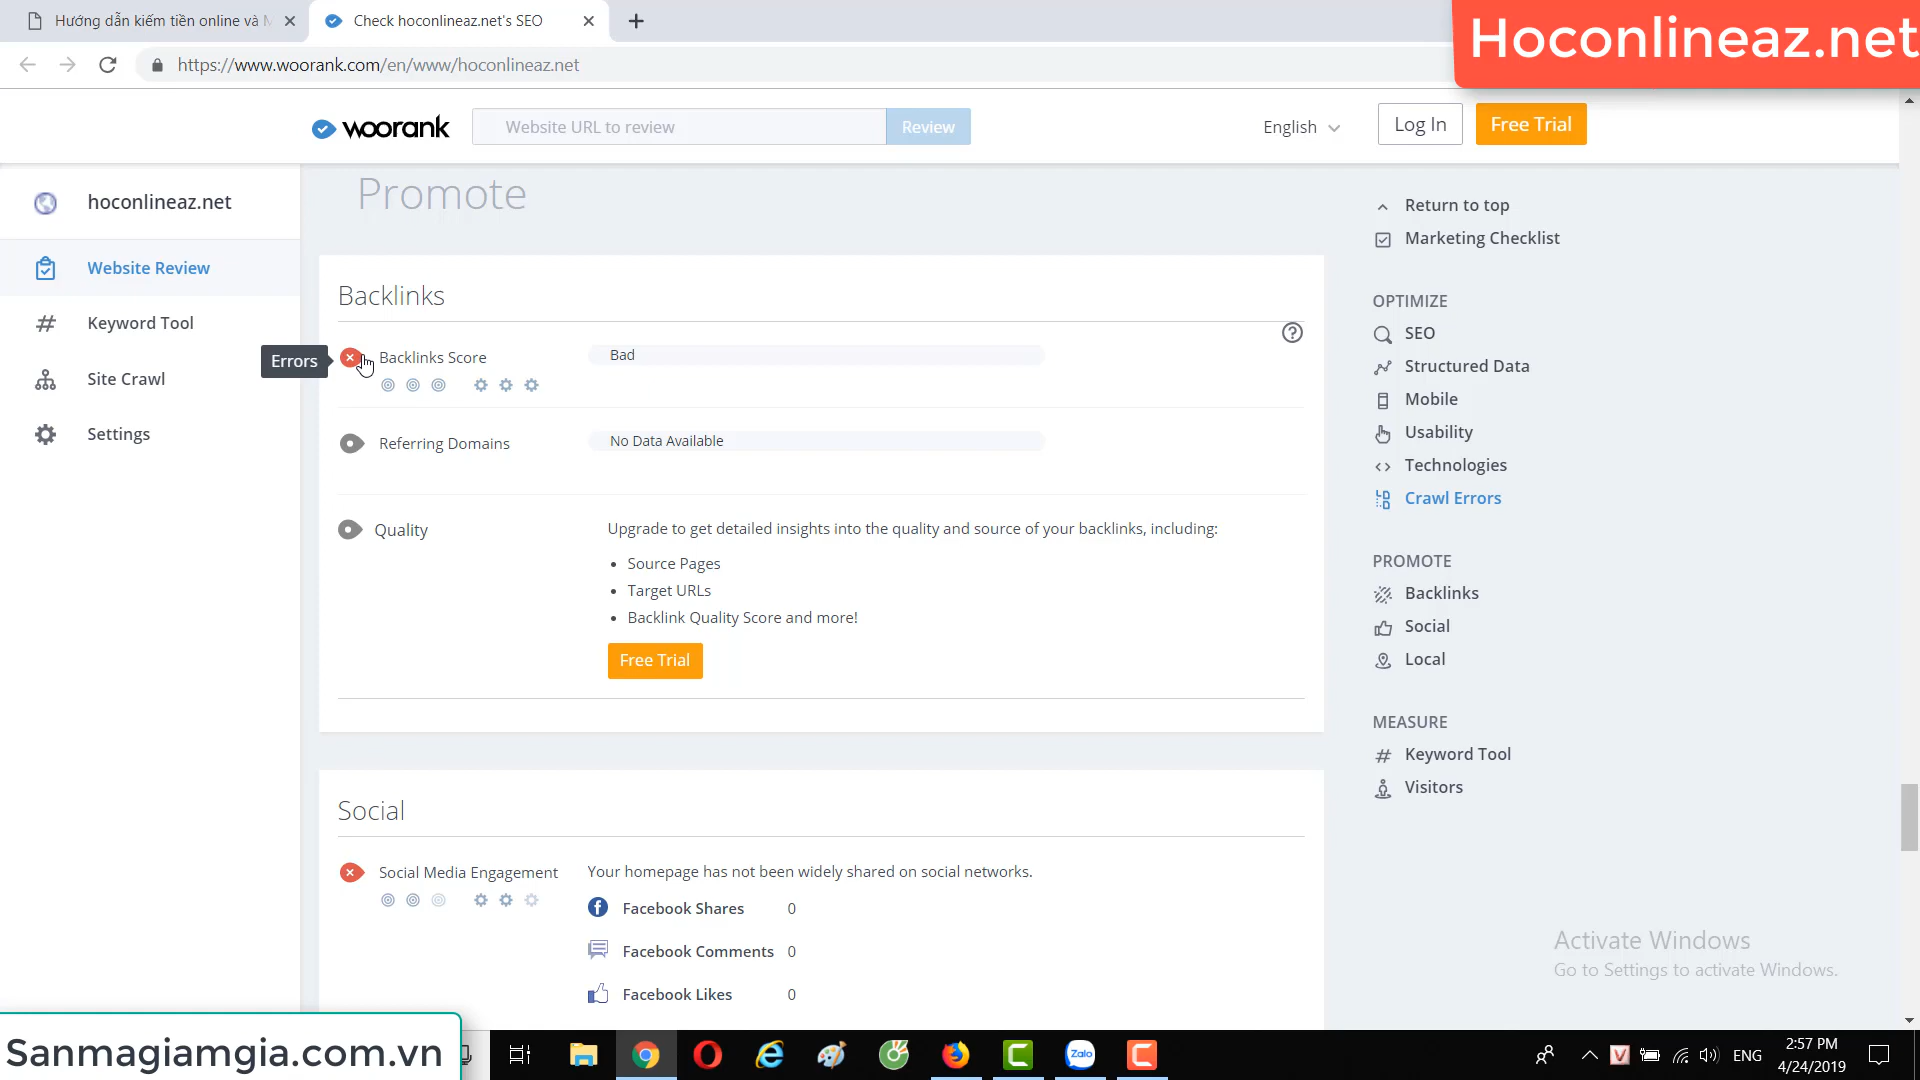 Hướng dẫn kiếm tiền online và M
Check hoconlineaz.net's SEO
Hoconlineaz.net
https://www.woorank.com/en/www/hoconlineaz.net
woorank
Website URL to review
Review
English
Log In
Free Trial
hoconlineaz.net
Website Review
Keyword Tool
Site Crawl
Settings
Promote
Backlinks
Errors
Backlinks Score
Bad
Referring Domains
No Data Available
Quality
Upgrade to get detailed insights into the quality and source of your backlinks, including:
Source Pages
Target URLs
Backlink Quality Score and more!
Free Trial
Social
Social Media Engagement
Your homepage has not been widely shared on social networks.
Facebook Shares 0
Facebook Comments 0
Facebook Likes 0
Return to top
Marketing Checklist
OPTIMIZE
SEO
Structured Data
Mobile
Usability
Technologies
Crawl Errors
PROMOTE
Backlinks
Social
Local
MEASURE
Keyword Tool
Visitors
Activate Windows
Go to Settings to activate Windows.
Sanmagiamgia.com.vn
Zalo
ENG
2:57 PM
4/24/2019